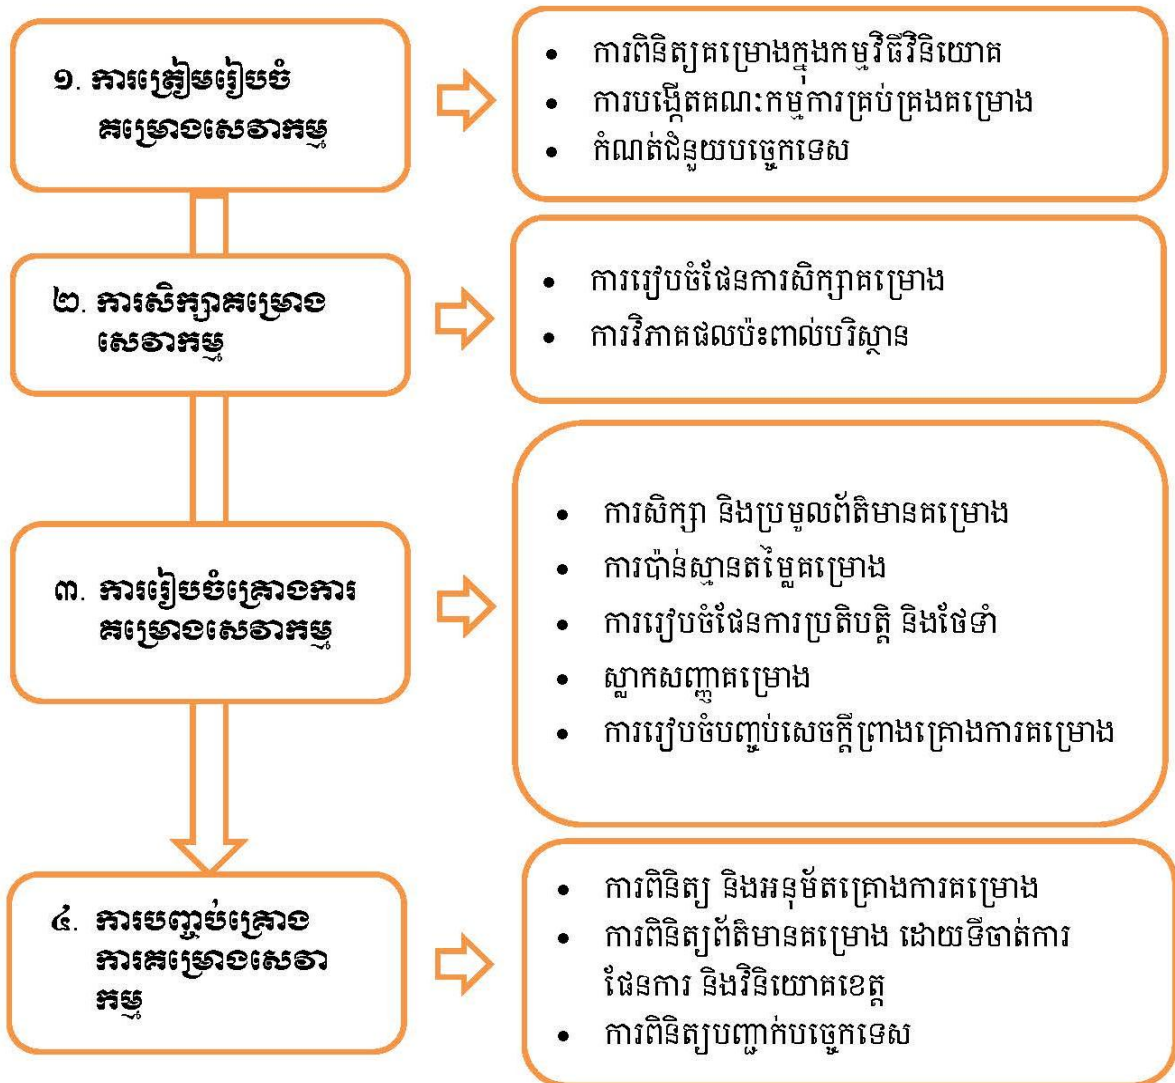 ១. ការត្រៀមរៀបចំ
គម្រោងសេវាកម្ម
• ការពិនិត្យគម្រោងក្នុងកម្មវិធីវិនិយោគ
• ការបង្កើតគណៈកម្មការគ្រប់គ្រងគម្រោង
• កំណត់ជំនួយបច្ចេកទេស
២. ការសិក្សាគម្រោង
សេវាកម្ម
• ការរៀបចំផែនការសិក្សាគម្រោង
• ការវិភាគផលប៉ះពាល់បរិស្ថាន
៣. ការរៀបចំគ្រោងការ
គម្រោងសេវាកម្ម
• ការសិក្សា និងប្រមូលព័ត៌មានគម្រោង
• ការប៉ាន់ស្មានតម្លៃគម្រោង
• ការរៀបចំផែនការប្រតិបត្តិ និងថែទាំ
• ស្លាកសញ្ញាគម្រោង
• ការរៀបចំបញ្ចប់សេចក្តីព្រាងគ្រោងការគម្រោង
៤. ការបញ្ចប់គ្រោង
ការគម្រោងសេវា
កម្ម
• ការពិនិត្យ និងអនុម័តគ្រោងការគម្រោង
• ការពិនិត្យព័ត៌មានគម្រោង ដោយទីចាត់ការ
ផែនការ និងវិនិយោគខេត្ត
• ការពិនិត្យបញ្ជាក់បច្ចេកទេស